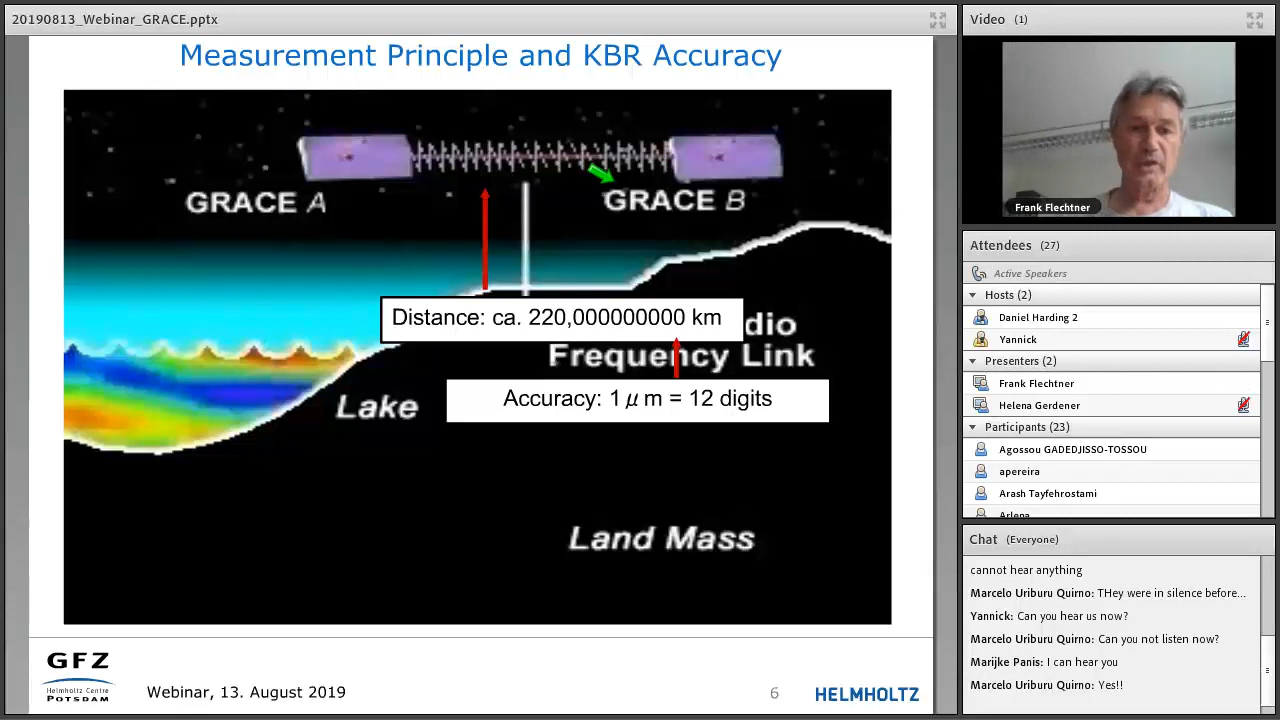 20190813_Webinar_GRACE.pptx
Measurement Principle and KBR Accuracy
GRACE A
GRACE B
Distance: ca. 220,000000000 km
dio
Frequency Link
Accuracy: 1 μ m = 12 digits
Lake
Land Mass
GFZ
Helmholtz Centre
POTSDAM
Webinar, 13. August 2019
6
HELMHOLTZ
Video (1)
Frank Flechtner
Attendees (27)
Active Speakers
Hosts (2)
Daniel Harding 2
Yannick
Presenters (2)
Frank Flechtner
Helena Gerdener
Participants (23)
Agossou GADEDJISSO-TOSSOU
apereira
Arash Tayfehrostami
Arlena
Chat (Everyone)
cannot hear anything
Marcelo Uriburu Quirno: THey were in silence before...
Yannick: Can you hear us now?
Marcelo Uriburu Quirno: Can you not listen now?
Marijke Panis: I can hear you
Marcelo Uriburu Quirno: Yes!!